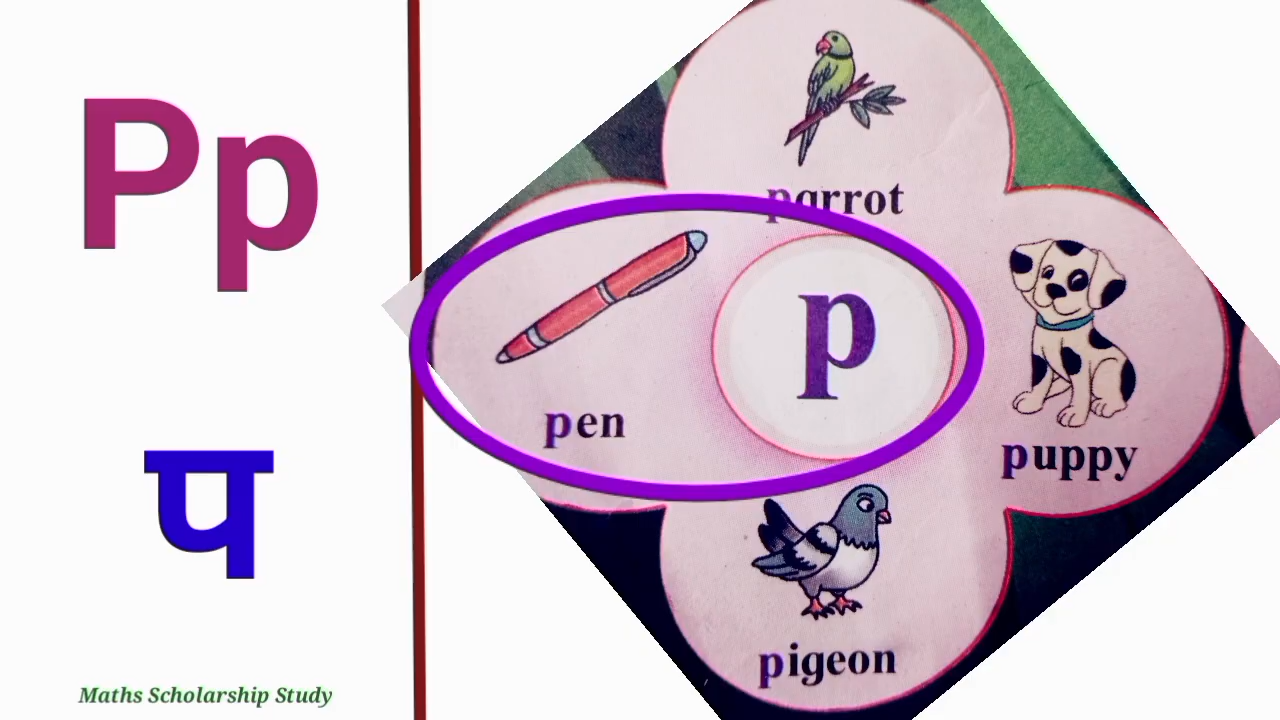 Pp
प
Maths Scholarship Study
parrot
pen
p
puppy
pigeon